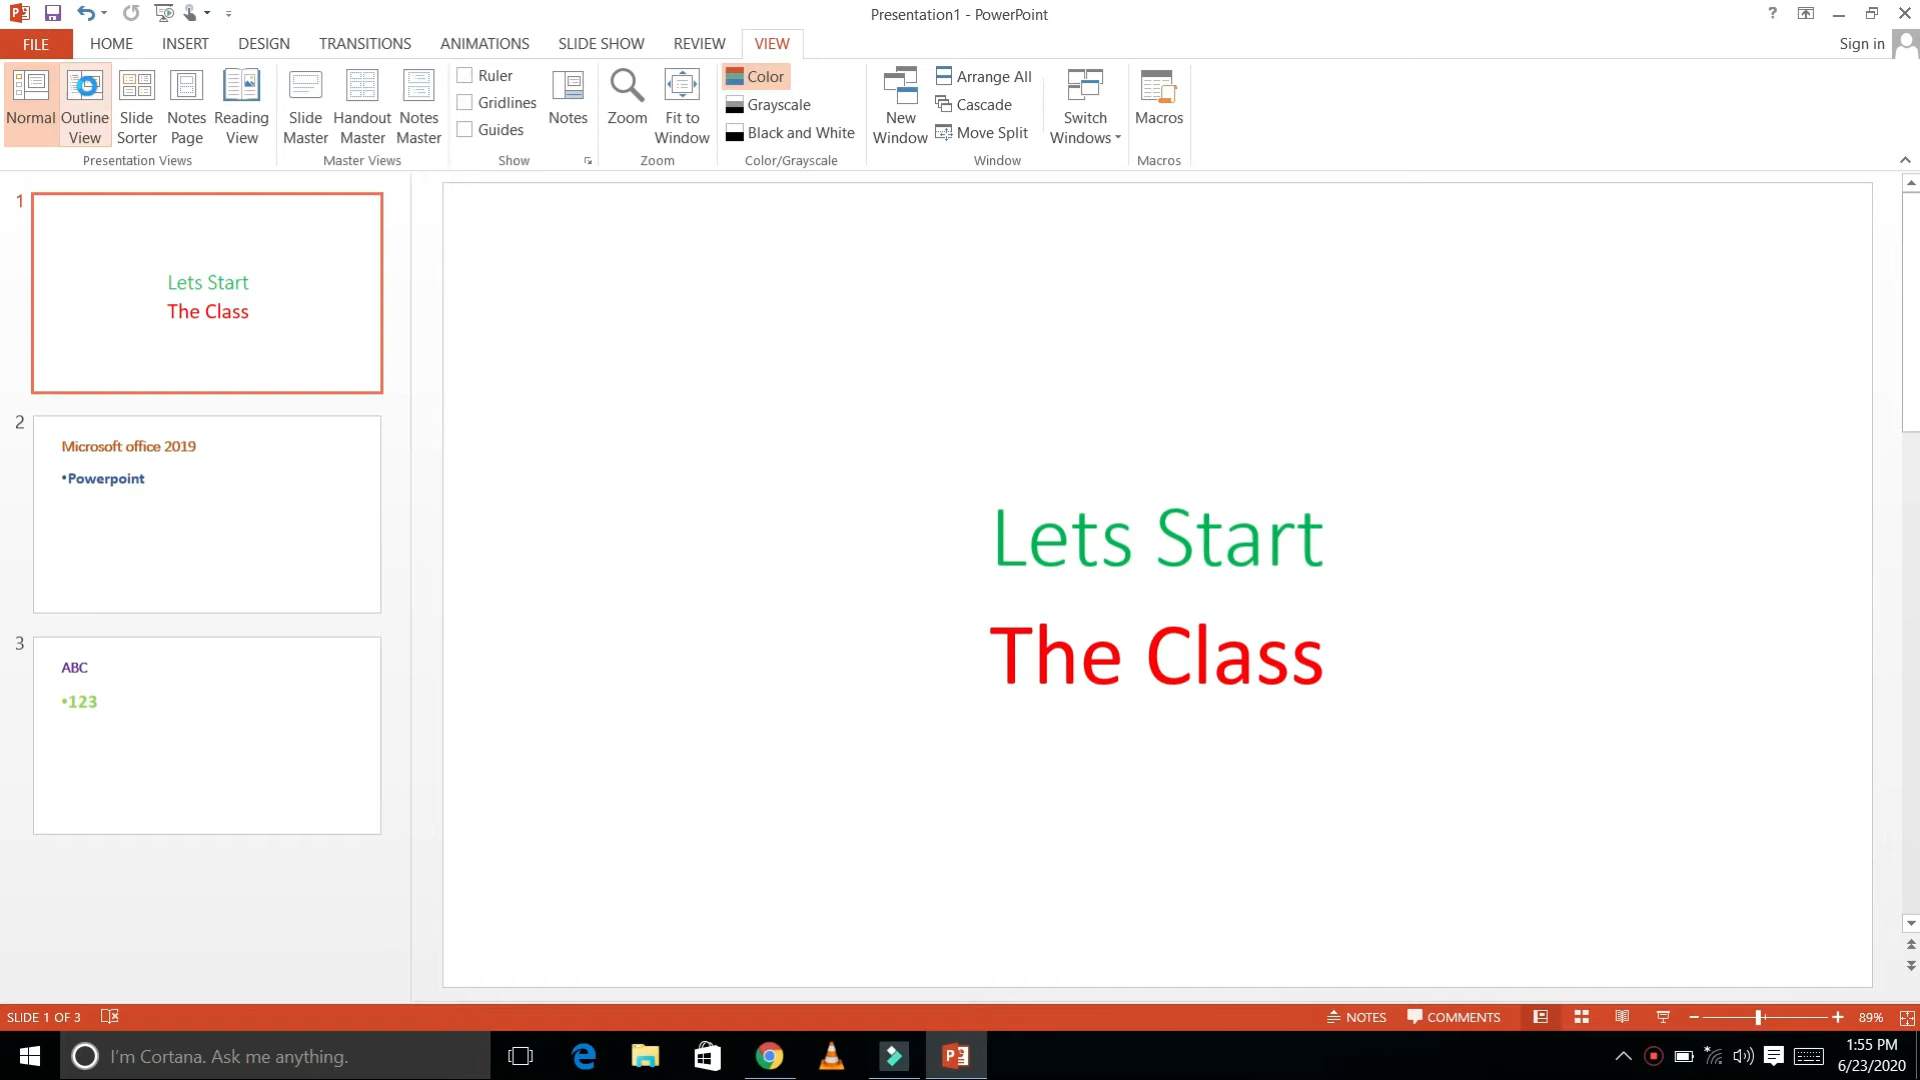 Presentation1 - PowerPoint
?
FILE HOME INSERT DESIGN TRANSITIONS ANIMATIONS SLIDE SHOW REVIEW VIEW
Sign in
Normal
Outline View
Slide Sorter
Notes Page
Reading View
Presentation Views
Slide Master
Handout Master
Notes Master
Master Views
Ruler
Gridlines
Guides
Notes
Show
Zoom
Fit to Window
Zoom
Color
Grayscale
Black and White
Color/Grayscale
New Window
Arrange All
Cascade
Move Split
Switch Windows
Window
Macros
Macros
1
Lets Start
The Class
2
Microsoft office 2019
•Powerpoint
3
ABC
•123
Lets Start
The Class
SLIDE 1 OF 3
NOTES
COMMENTS
89%
I'm Cortana. Ask me anything.
1:55 PM
6/23/2020